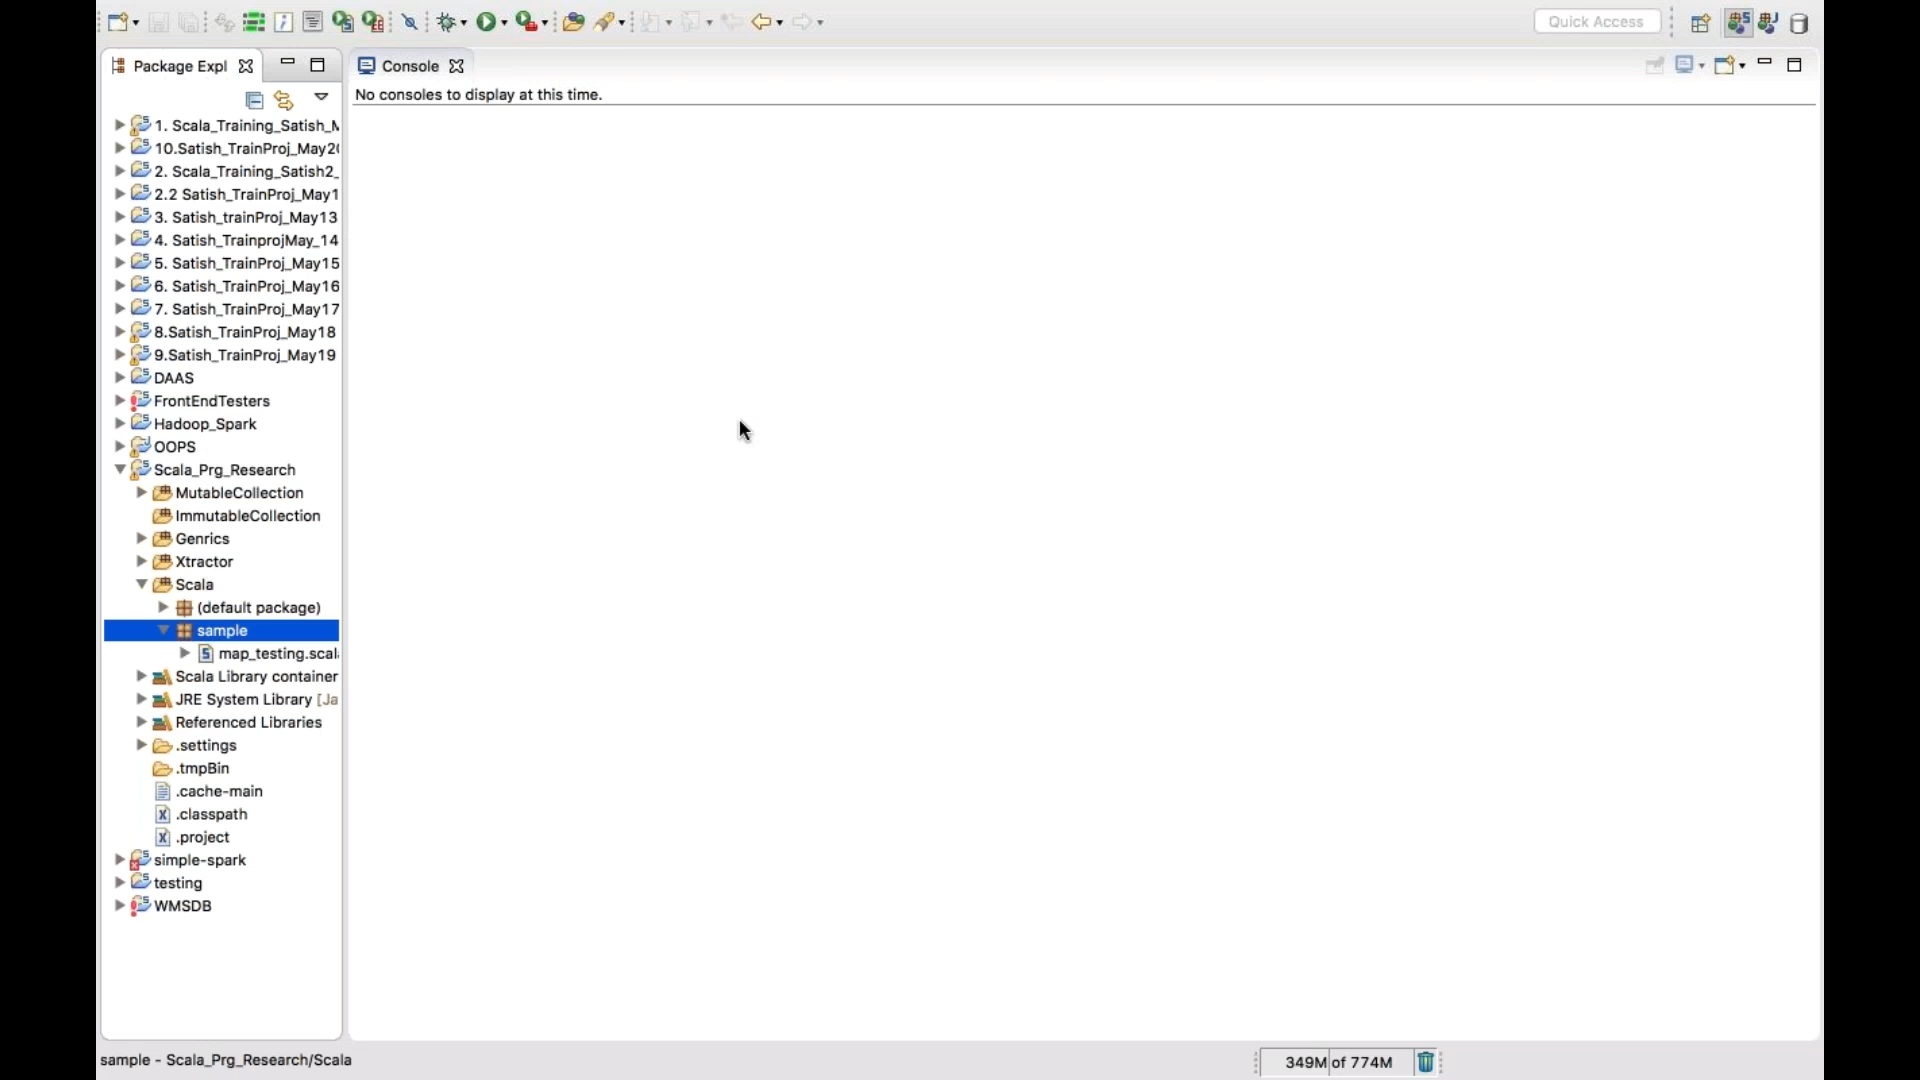 Quick Access
Package Expl
Console
No consoles to display at this time.
1. Scala_Training_Satish_M
10.Satish_TrainProj_May20
2. Scala_Training_Satish2_
2.2 Satish_TrainProj_May1
3. Satish_trainProj_May13
4. Satish_TrainprojMay_14
5. Satish_TrainProj_May15
6. Satish_TrainProj_May16
7. Satish_TrainProj_May17
8.Satish_TrainProj_May18
9.Satish_TrainProj_May19
DAAS
FrontEndTesters
Hadoop_Spark
OOPS
Scala_Prg_Research
MutableCollection
ImmutableCollection
Genrics
Xtractor
Scala
(default package)
sample
map_testing.scal
Scala Library container
JRE System Library [Ja
Referenced Libraries
.settings
.tmpBin
.cache-main
.classpath
.project
simple-spark
testing
WMSDB
sample - Scala_Prg_Research/Scala
349M of 774M